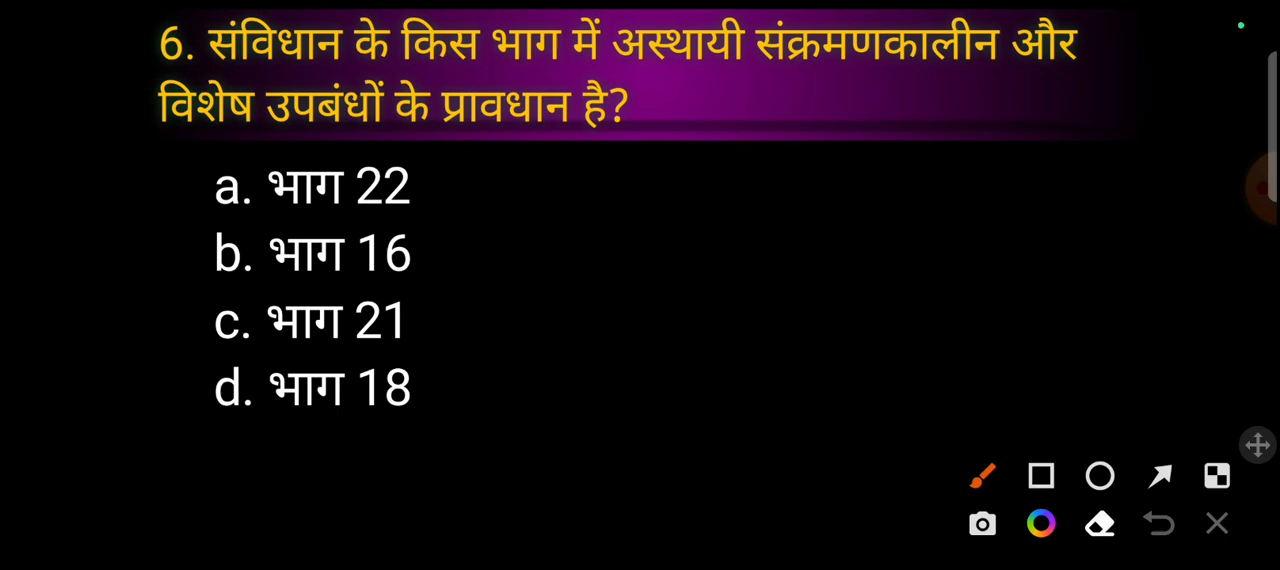 6. संविधान के किस भाग में अस्थायी संक्रमणकालीन और
विशेष उपबंधों के प्रावधान है?
a. भाग 22
b. भाग 16
c. भाग 21
d. भाग 18